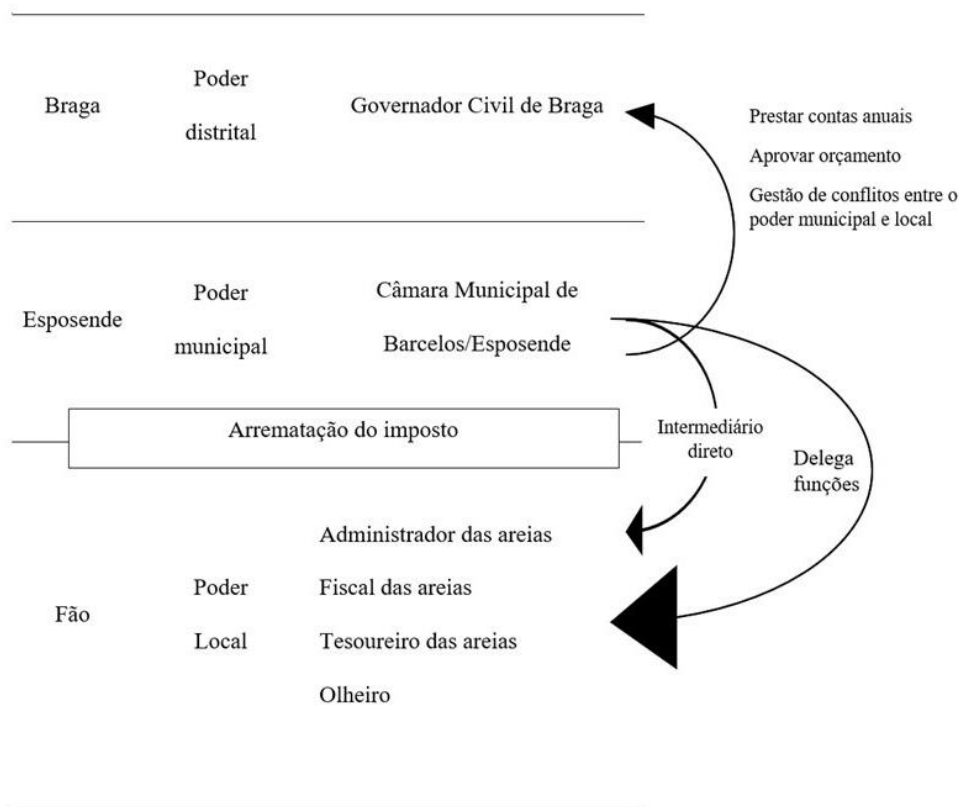 Braga
Poder
distrital
Governador Civil de Braga
Prestar contas anuais
Aprovar orçamento
Gestão de conflitos entre o
poder municipal e local
Esposende
Poder
municipal
Câmara Municipal de
Barcelos/Esposende
Arrematação do imposto
Intermediário
direto
Delega
funções
Fão
Poder
Local
Administrador das areias
Fiscal das areias
Tesoureiro das areias
Olheiro